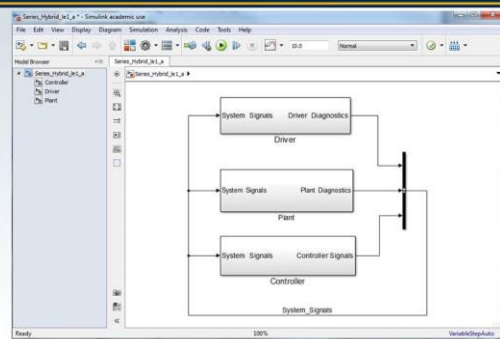 Series_Hybrid_le1_a * - Simulink academic use
File Edit View Display Diagram Simulation Analysis Code Tools Help
10.0 Normal
Model Browser
Series_Hybrid_le1_a
Series_Hybrid_le1_a
Controller
Driver
Plant
Series_Hybrid_le1_a
System Signals Driver Diagnostics
Driver
System Signals Plant Diagnostics
Plant
System Signals Controller Signals
Controller
System_Signals
Ready 100% VariableStepAuto